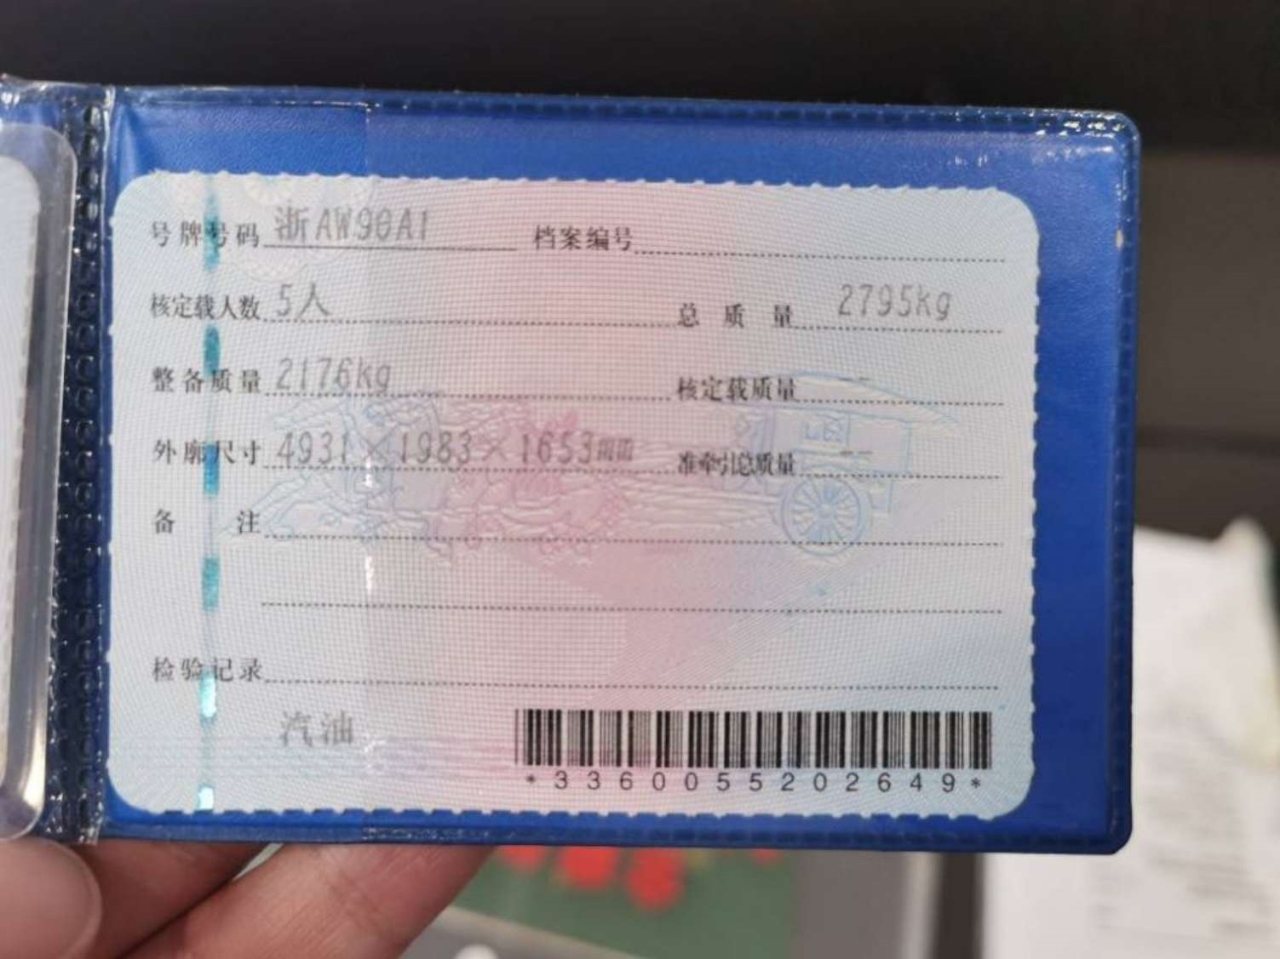 号牌号码 浙AW90A1 档案编号
核定载人数 5人 总质量 2795kg
整备质量 2176kg 核定载质量 --
外廓尺寸 4931×1983×1653mm 准牵引总质量
备注
检验记录
汽油
*3360055202649*